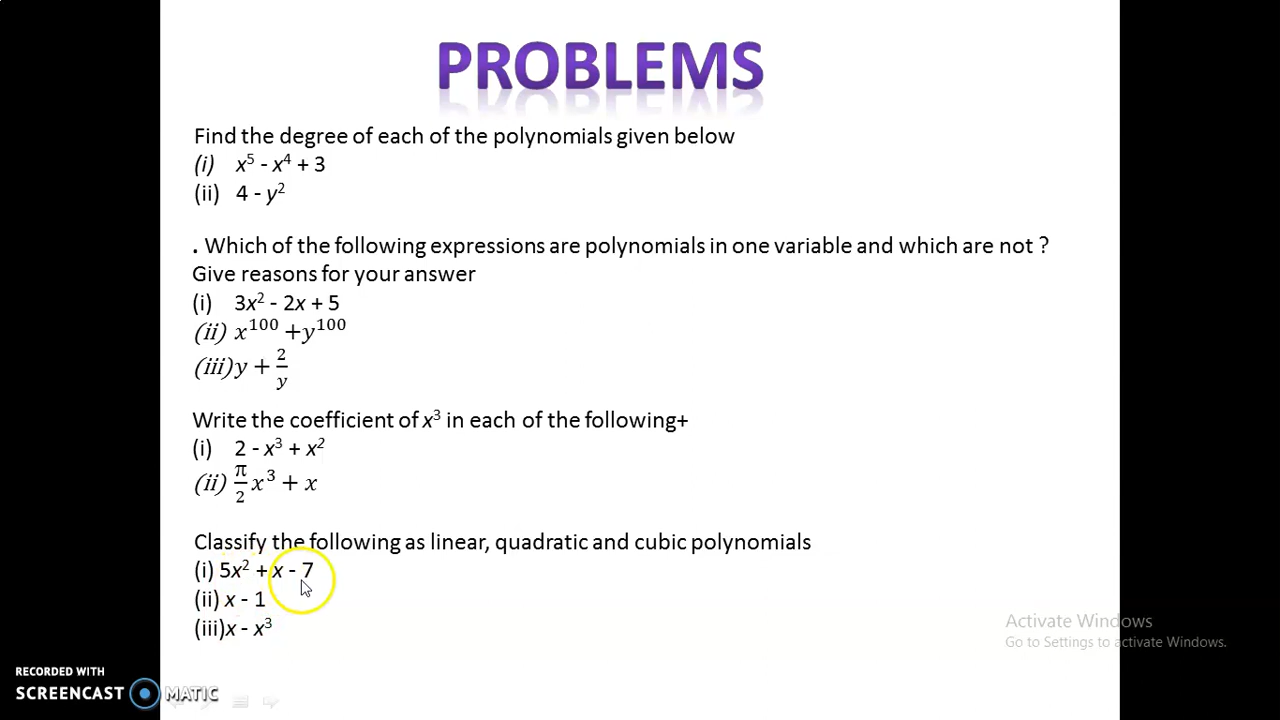 PROBLEMS
Find the degree of each of the polynomials given below
(i) x⁵ - x⁴ + 3
(ii) 4 - y²
. Which of the following expressions are polynomials in one variable and which are not ?
Give reasons for your answer
(i) 3x² - 2x + 5
(ii) x¹⁰⁰ +y¹⁰⁰
(iii)y + 2/y
Write the coefficient of x³ in each of the following+
(i) 2 - x³ + x²
(ii) π/2 x³ + x
Classify the following as linear, quadratic and cubic polynomials
(i) 5x² + x - 7
(ii) x - 1
(iii)x - x³
Activate Windows
Go to Settings to activate Windows.
RECORDED WITH
SCREENCAST MATIC